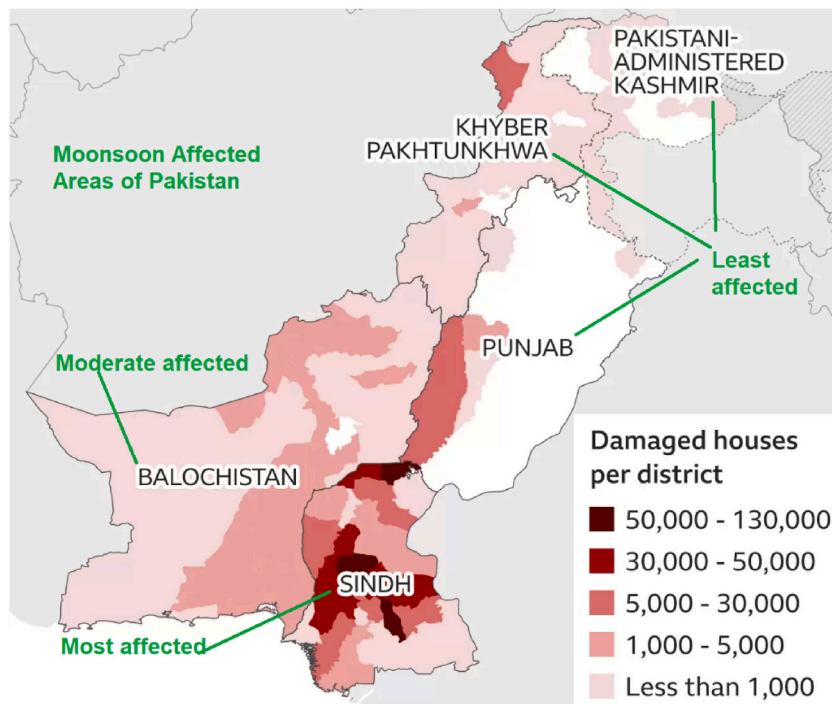 PAKISTANI-
ADMINISTERED
KASHMIR
KHYBER
PAKHTUNKHWA
Moonsoon Affected
Areas of Pakistan
Least
affected
PUNJAB
Moderate affected
BALOCHISTAN
SINDH
Most affected
Damaged houses
per district
50,000 - 130,000
30,000 - 50,000
5,000 - 30,000
1,000 - 5,000
Less than 1,000